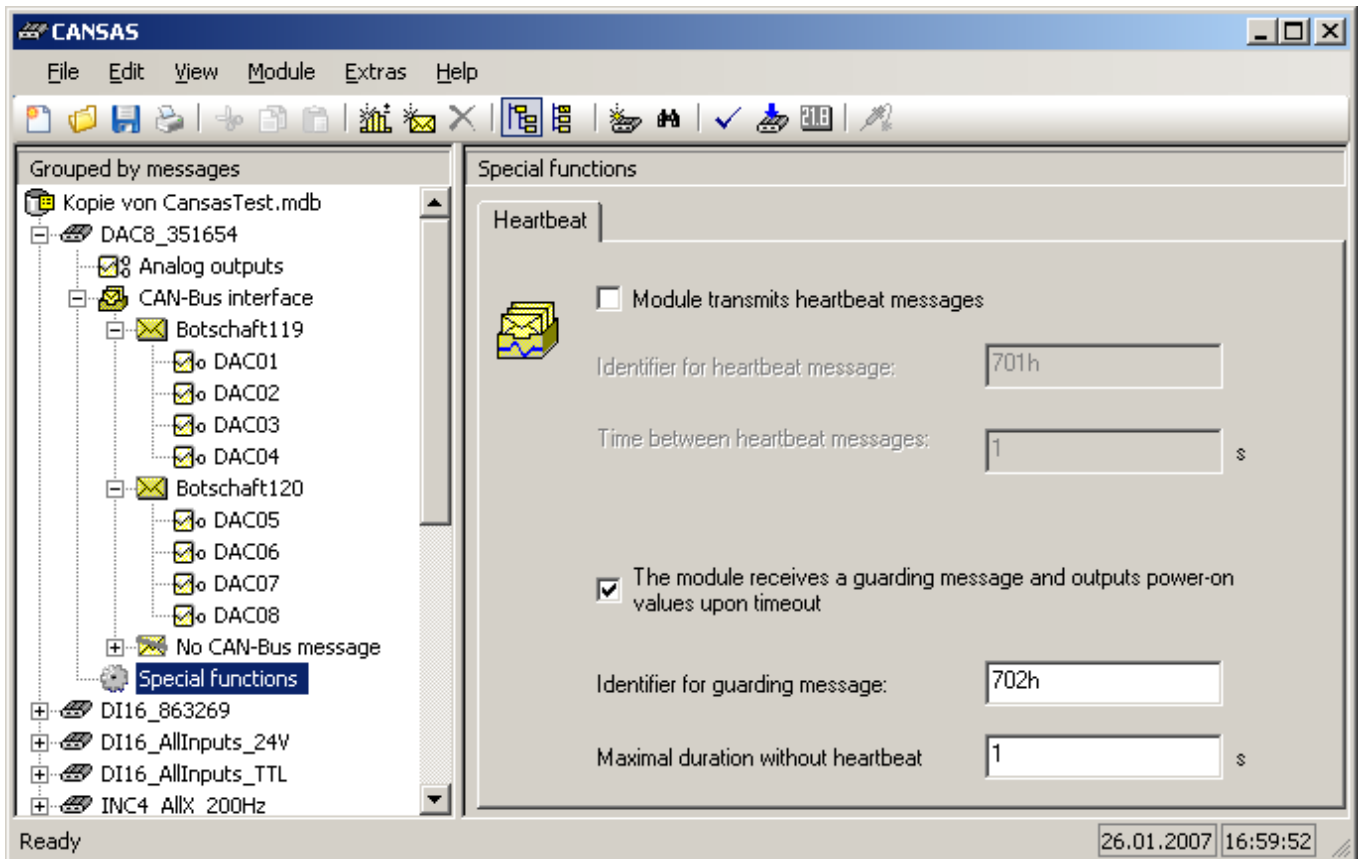 CANSAS
File Edit View Module Extras Help
21.8
Grouped by messages
Kopie von CansasTest.mdb
DAC8_351654
Analog outputs
CAN-Bus interface
Botschaft119
DAC01
DAC02
DAC03
DAC04
Botschaft120
DAC05
DAC06
DAC07
DAC08
No CAN-Bus message
Special functions
DI16_863269
DI16_AllInputs_24V
DI16_AllInputs_TTL
INC4_AllX_200Hz
Special functions
Heartbeat
Module transmits heartbeat messages
Identifier for heartbeat message: 701h
Time between heartbeat messages: 1 s
The module receives a guarding message and outputs power-on
values upon timeout
Identifier for guarding message: 702h
Maximal duration without heartbeat 1 s
Ready 26.01.2007 16:59:52